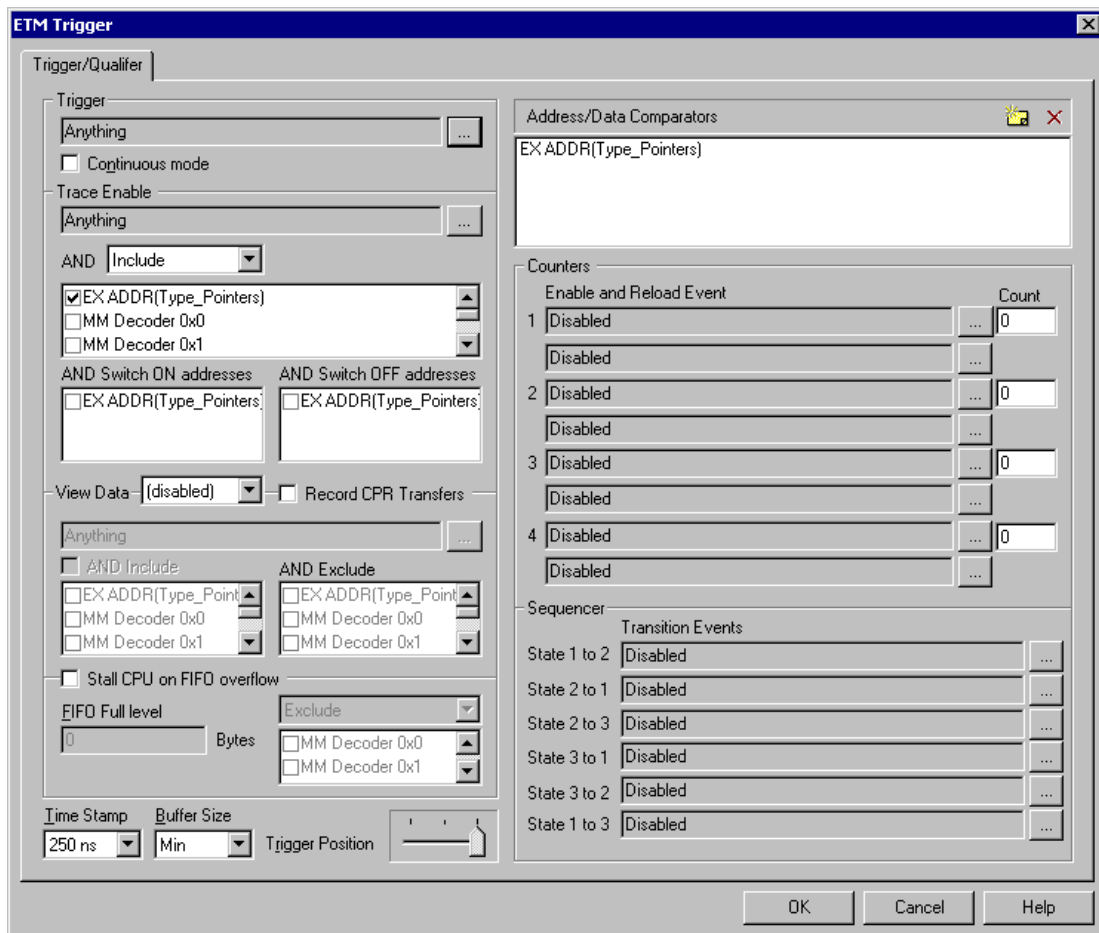 ETM Trigger
Trigger/Qualifer
Trigger
Anything
...
Continuous mode
Trace Enable
Anything
...
AND Include
EX ADDR(Type_Pointers)
MM Decoder 0x0
MM Decoder 0x1
AND Switch ON addresses
EX ADDR(Type_Pointers)
AND Switch OFF addresses
EX ADDR(Type_Pointers)
View Data (disabled)
Record CPR Transfers
Anything
...
AND Include
EX ADDR(Type_Point
MM Decoder 0x0
MM Decoder 0x1
AND Exclude
EX ADDR(Type_Point
MM Decoder 0x0
MM Decoder 0x1
Stall CPU on FIFO overflow
FIFO Full level
0 Bytes
Exclude
MM Decoder 0x0
MM Decoder 0x1
Time Stamp
250 ns
Buffer Size
Min
Trigger Position
Address/Data Comparators
EX ADDR(Type_Pointers)
Counters
Enable and Reload Event
Count
1 Disabled ... 0
Disabled ...
2 Disabled ... 0
Disabled ...
3 Disabled ... 0
Disabled ...
4 Disabled ... 0
Disabled ...
Sequencer
Transition Events
State 1 to 2 Disabled ...
State 2 to 1 Disabled ...
State 2 to 3 Disabled ...
State 3 to 1 Disabled ...
State 3 to 2 Disabled ...
State 1 to 3 Disabled ...
OK
Cancel
Help